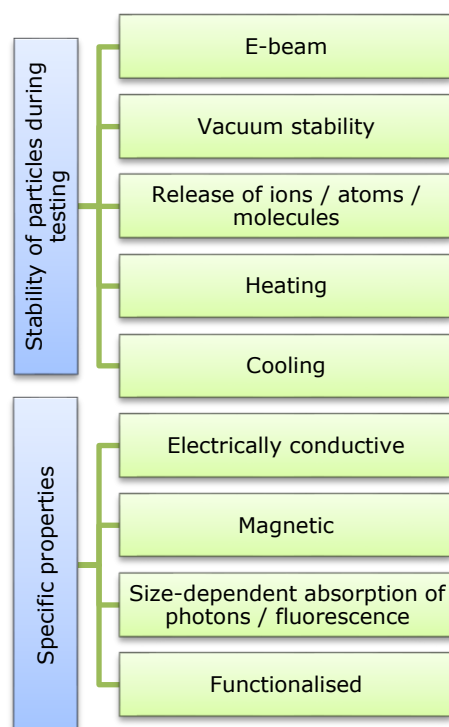 Stability of particles during
testing
E-beam
Vacuum stability
Release of ions / atoms /
molecules
Heating
Cooling
Specific properties
Electrically conductive
Magnetic
Size-dependent absorption of
photons / fluorescence
Functionalised